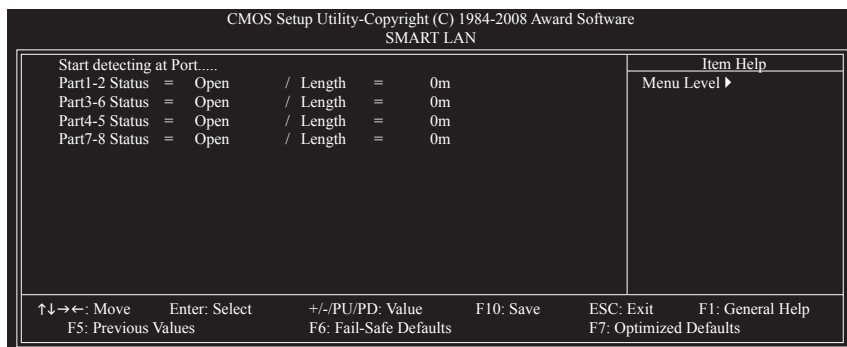 CMOS Setup Utility-Copyright (C) 1984-2008 Award Software
SMART LAN
Start detecting at Port.....
Part1-2 Status = Open / Length = 0m
Part3-6 Status = Open / Length = 0m
Part4-5 Status = Open / Length = 0m
Part7-8 Status = Open / Length = 0m
Item Help
Menu Level ▶
↑↓→←: Move Enter: Select +/-/PU/PD: Value F10: Save ESC: Exit F1: General Help
F5: Previous Values F6: Fail-Safe Defaults F7: Optimized Defaults